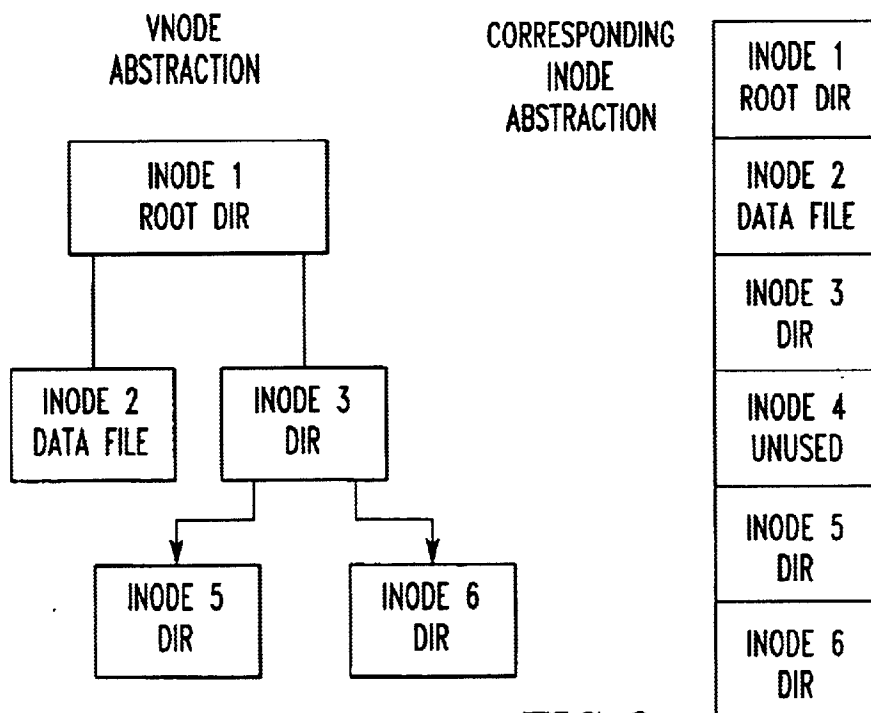 VNODE
ABSTRACTION
INODE 1
ROOT DIR
INODE 2
DATA FILE
INODE 3
DIR
INODE 5
DIR
INODE 6
DIR
CORRESPONDING
INODE
ABSTRACTION
INODE 1
ROOT DIR
INODE 2
DATA FILE
INODE 3
DIR
INODE 4
UNUSED
INODE 5
DIR
INODE 6
DIR